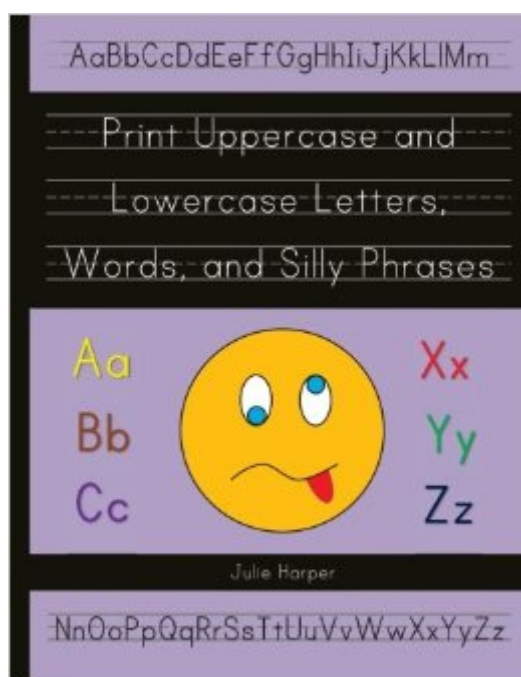 AaBbCcDdEeFfGgHhIiJjKkLlMm
Print Uppercase and
Lowercase Letters,
Words, and Silly Phrases
Aa
Xx
Bb
Yy
Cc
Zz
Julie Harper
NnOoPpQqRrSsTtUuVvWwXxYyZz